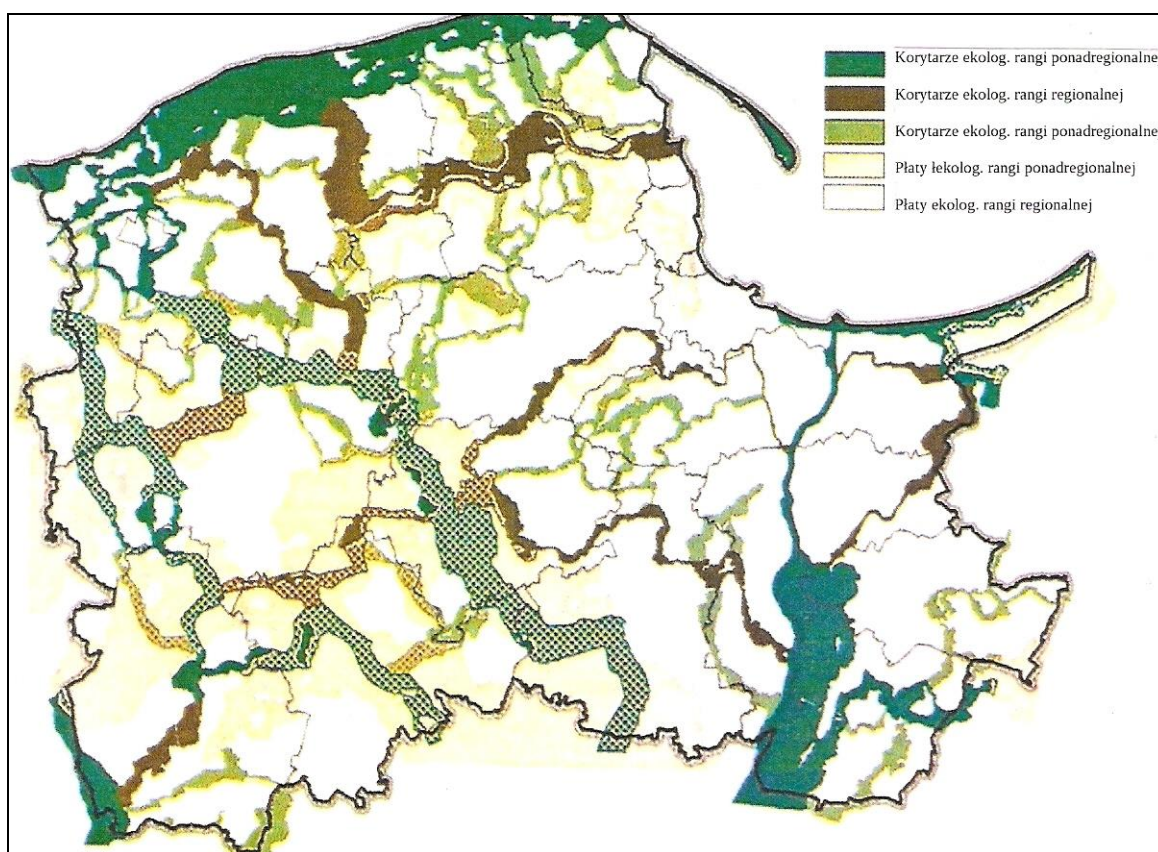 Korytarze ekolog. rangi ponadregionalne
Korytarze ekolog. rangi regionalnej
Korytarze ekolog. rangi ponadregionalne
Płaty łekolog. rangi ponadregionalnej
Płaty ekolog. rangi regionalnej